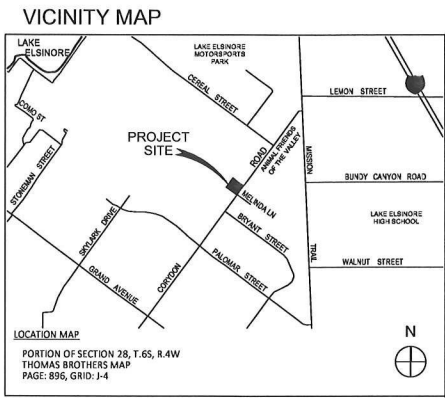 VICINITY MAP
LAKE
ELSINORE
LAKE ELSINORE
MOTORSPORTS
PARK
CEREAL STREET
LEMON STREET
COMO ST
PROJECT
SITE
ROAD
ANIMAL FRIENDS
OF THE VALLEY
MISSION
STONEMAN STREET
BUNDY CANYON ROAD
MELINDA LN
SKYLARK DRIVE
BRYANT STREET
LAKE ELSINORE
HIGH SCHOOL
GRAND AVENUE
CORYDON
PALOMAR STREET
TRAIL
WALNUT STREET
LOCATION MAP
N
PORTION OF SECTION 28, T.6S, R.4W
THOMAS BROTHERS MAP
PAGE: 896, GRID: J-4